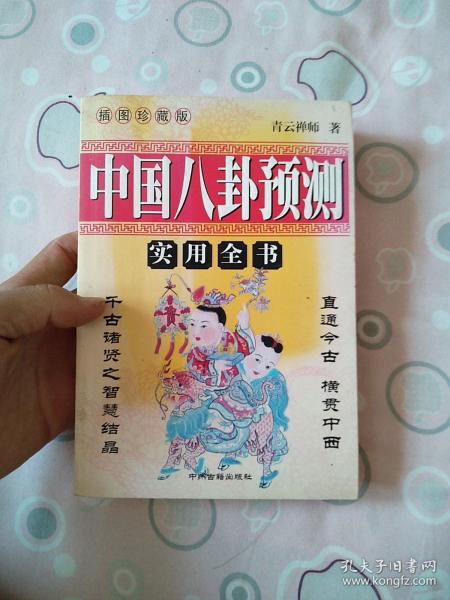 插图珍藏版
青云禅师 著
中国八卦预测
实用全书
千古诸贤之智慧结晶
直通今古 横贯中西
中州古籍出版社
孔夫子旧书网
www.kongfz.com